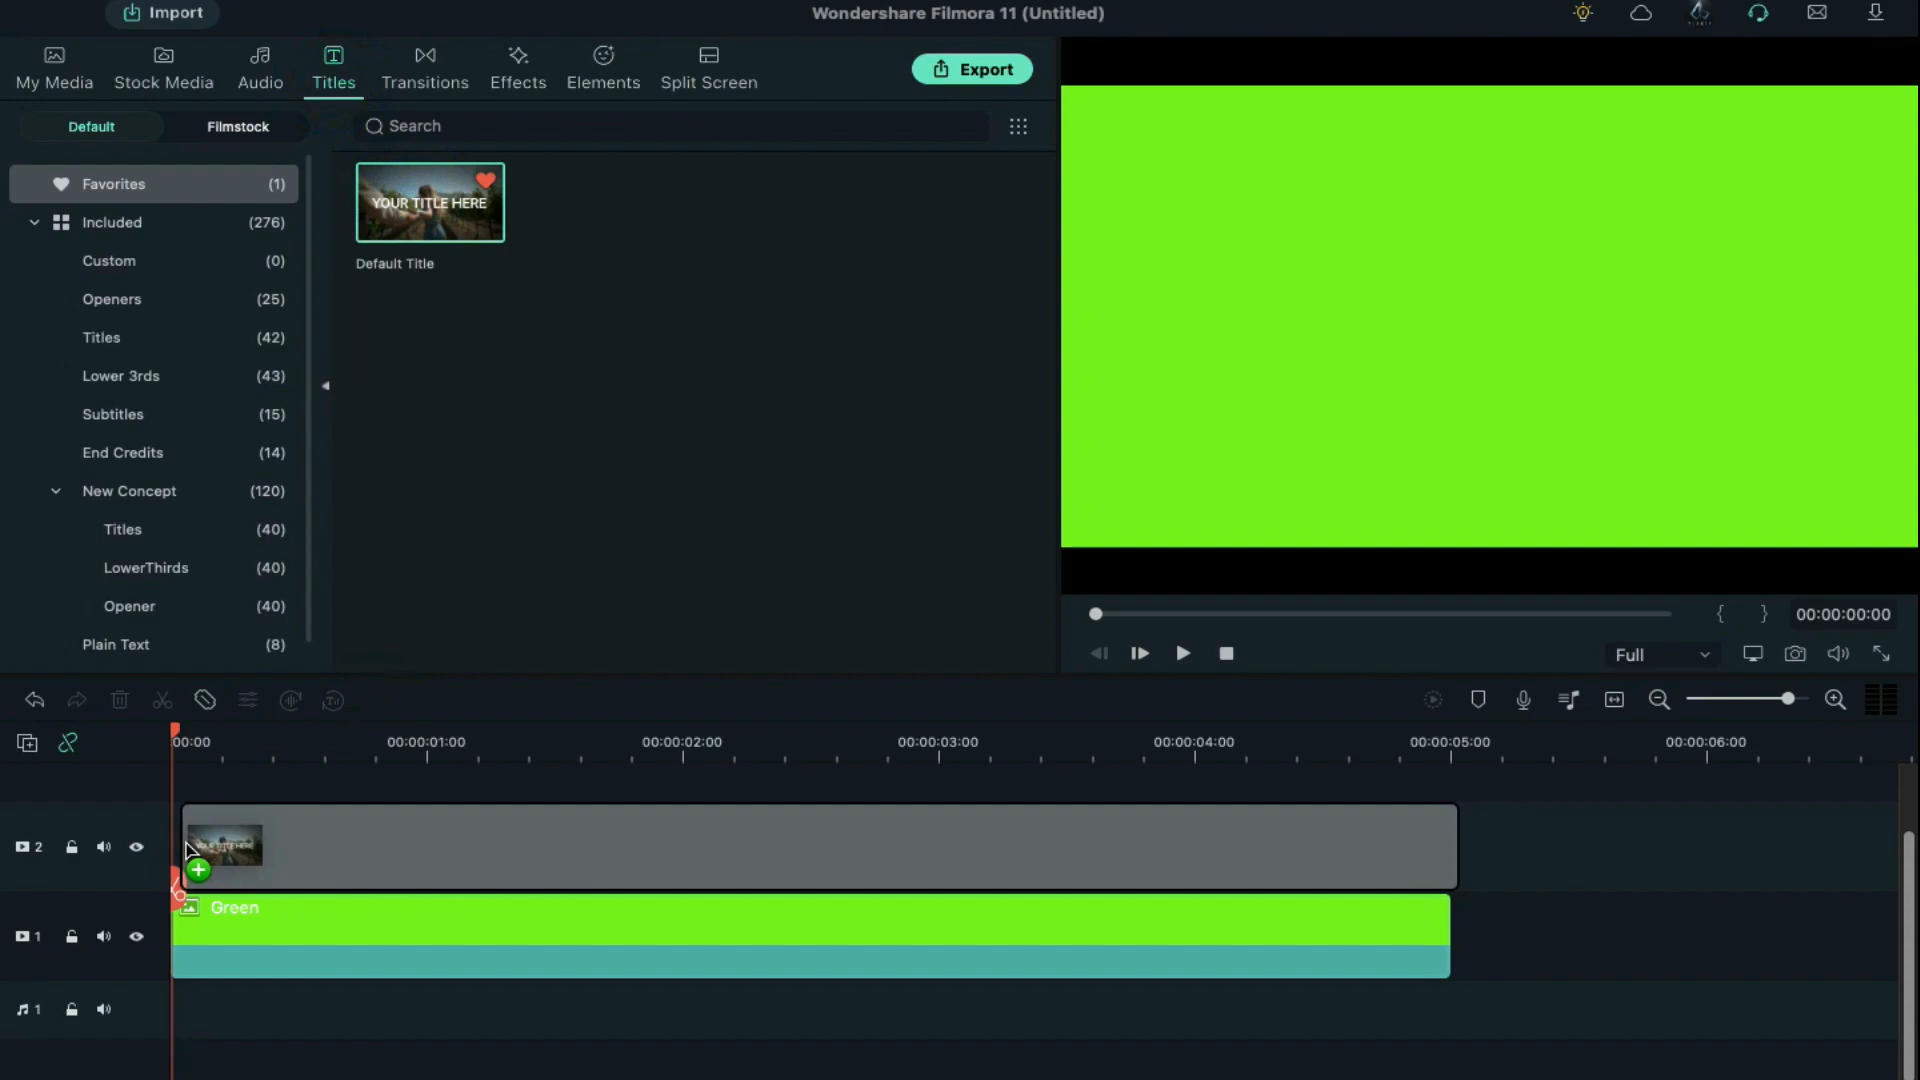 Import
Wondershare Filmora 11 (Untitled)
My Media
Stock Media
Audio
Titles
Transitions
Effects
Elements
Split Screen
Export
Default
Filmstock
Search
Favorites (1)
Included (276)
Custom (0)
Openers (25)
Titles (42)
Lower 3rds (43)
Subtitles (15)
End Credits (14)
New Concept (120)
Titles (40)
LowerThirds (40)
Opener (40)
Plain Text (8)
YOUR TITLE HERE
Default Title
{ } 00:00:00:00
Full
00:00 00:00:01:00 00:00:02:00 00:00:03:00 00:00:04:00 00:00:05:00 00:00:06:00
2
YOUR TITLE HERE
1
Green
1